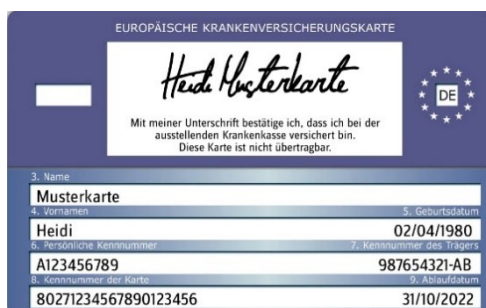 EUROPÄISCHE KRANKENVERSICHERUNGSKARTE
Heidi Musterkarte
DE
Mit meiner Unterschrift bestätige ich, dass ich bei der
ausstellenden Krankenkasse versichert bin.
Diese Karte ist nicht übertragbar.
3. Name
Musterkarte
4. Vornamen 5. Geburtsdatum
Heidi 02/04/1980
6. Persönliche Kennnummer 7. Kennnummer des Trägers
A123456789 987654321-AB
8. Kennnummer der Karte 9. Ablaufdatum
80271234567890123456 31/10/2022